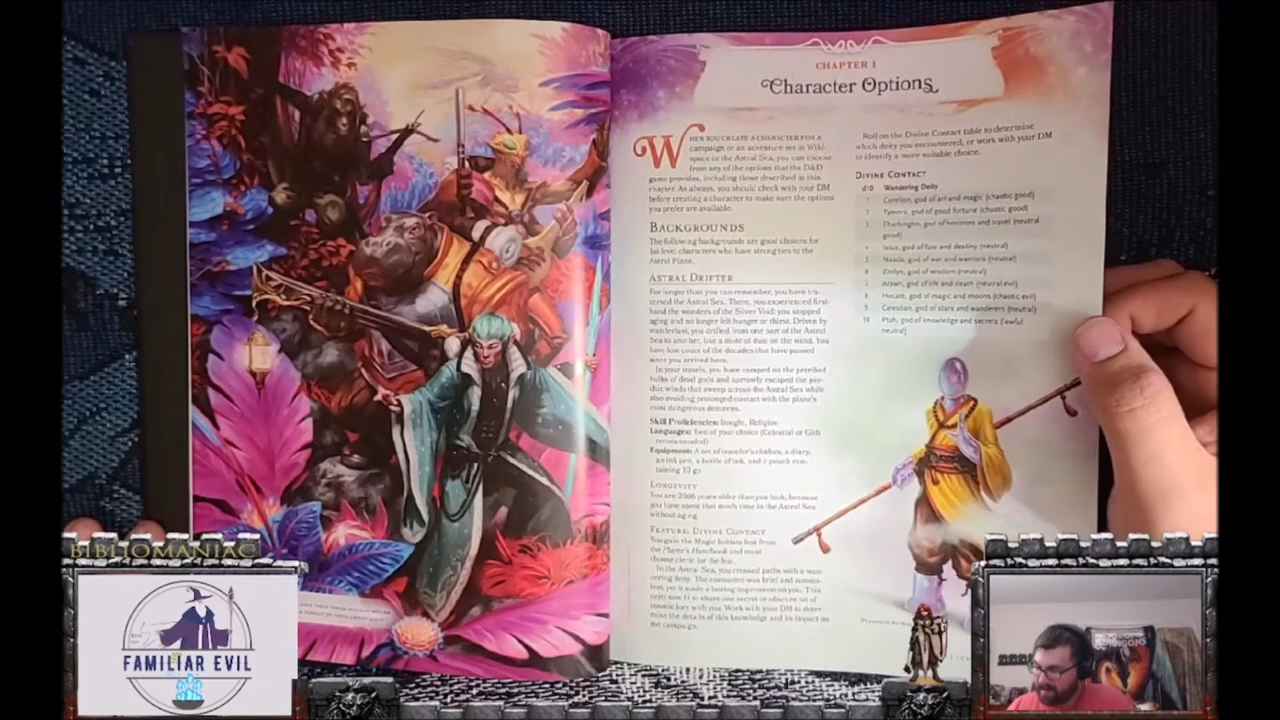 CHAPTER 1
Character Options
WHEN YOU CREATE A CHARACTER FOR A
campaign or an adventure set in Wild-
space or the Astral Sea, you can choose
from any of the options that the D&D
game provides, including those described in this
chapter. As always, you should check with your DM
before creating a character to make sure the options
you prefer are available.
BACKGROUNDS
The following backgrounds are good choices for
1st-level characters who have strong ties to the
Astral Plane.
ASTRAL DRIFTER
For longer than you can remember, you have tra-
versed the Astral Sea. There, you experienced first-
hand the wonders of the Silver Void: you stopped
aging and no longer felt hunger or thirst. Driven by
wanderlust, you drifted from one part of the Astral
Sea to another, like a mote of dust on the wind. You
have lost count of the decades that have passed
since you arrived here.
In your travels, you have camped on the petrified
hulks of dead gods and narrowly escaped the psy-
chic winds that sweep across the Astral Sea while
also avoiding prolonged contact with the plane's
most dangerous denizens.
Skill Proficiencies: Insight, Religion
Languages: Two of your choice (Celestial or Gith
recommended)
Equipment: A set of traveler's clothes, a diary,
an ink pen, a bottle of ink, and a pouch con-
taining 10 gp
LONGEVITY
You are 20d6 years older than you look, because
you have spent that much time in the Astral Sea
without aging.
FEATURE: DIVINE CONTACT
You gain the Magic Initiate feat from
the Player's Handbook and must
choose cleric for the feat.
In the Astral Sea, you crossed paths with a wan-
dering deity. The encounter was brief and nonvio-
lent, yet it made a lasting impression on you. This
deity saw fit to share one secret or obscure bit of
cosmic lore with you. Work with your DM to deter-
mine the details of this knowledge and its impact on
the campaign.
Roll on the Divine Contact table to determine
which deity you encountered, or work with your DM
to identify a more suitable choice.
DIVINE CONTACT
d10 Wandering Deity
1 Corellon, god of art and magic (chaotic good)
2 Tymora, god of good fortune (chaotic good)
3 Fharlanghn, god of horizons and travel (neutral
good)
4 Istus, god of fate and destiny (neutral)
5 Nuada, god of war and warriors (neutral)
6 Zivilyn, god of wisdom (neutral)
7 Arawn, god of life and death (neutral evil)
8 Hecate, god of magic and moons (chaotic evil)
9 Celestian, god of stars and wanderers (neutral)
10 Ptah, god of knowledge and secrets (lawful
neutral)
BIBLIOMANIAC
FAMILIAR EVIL